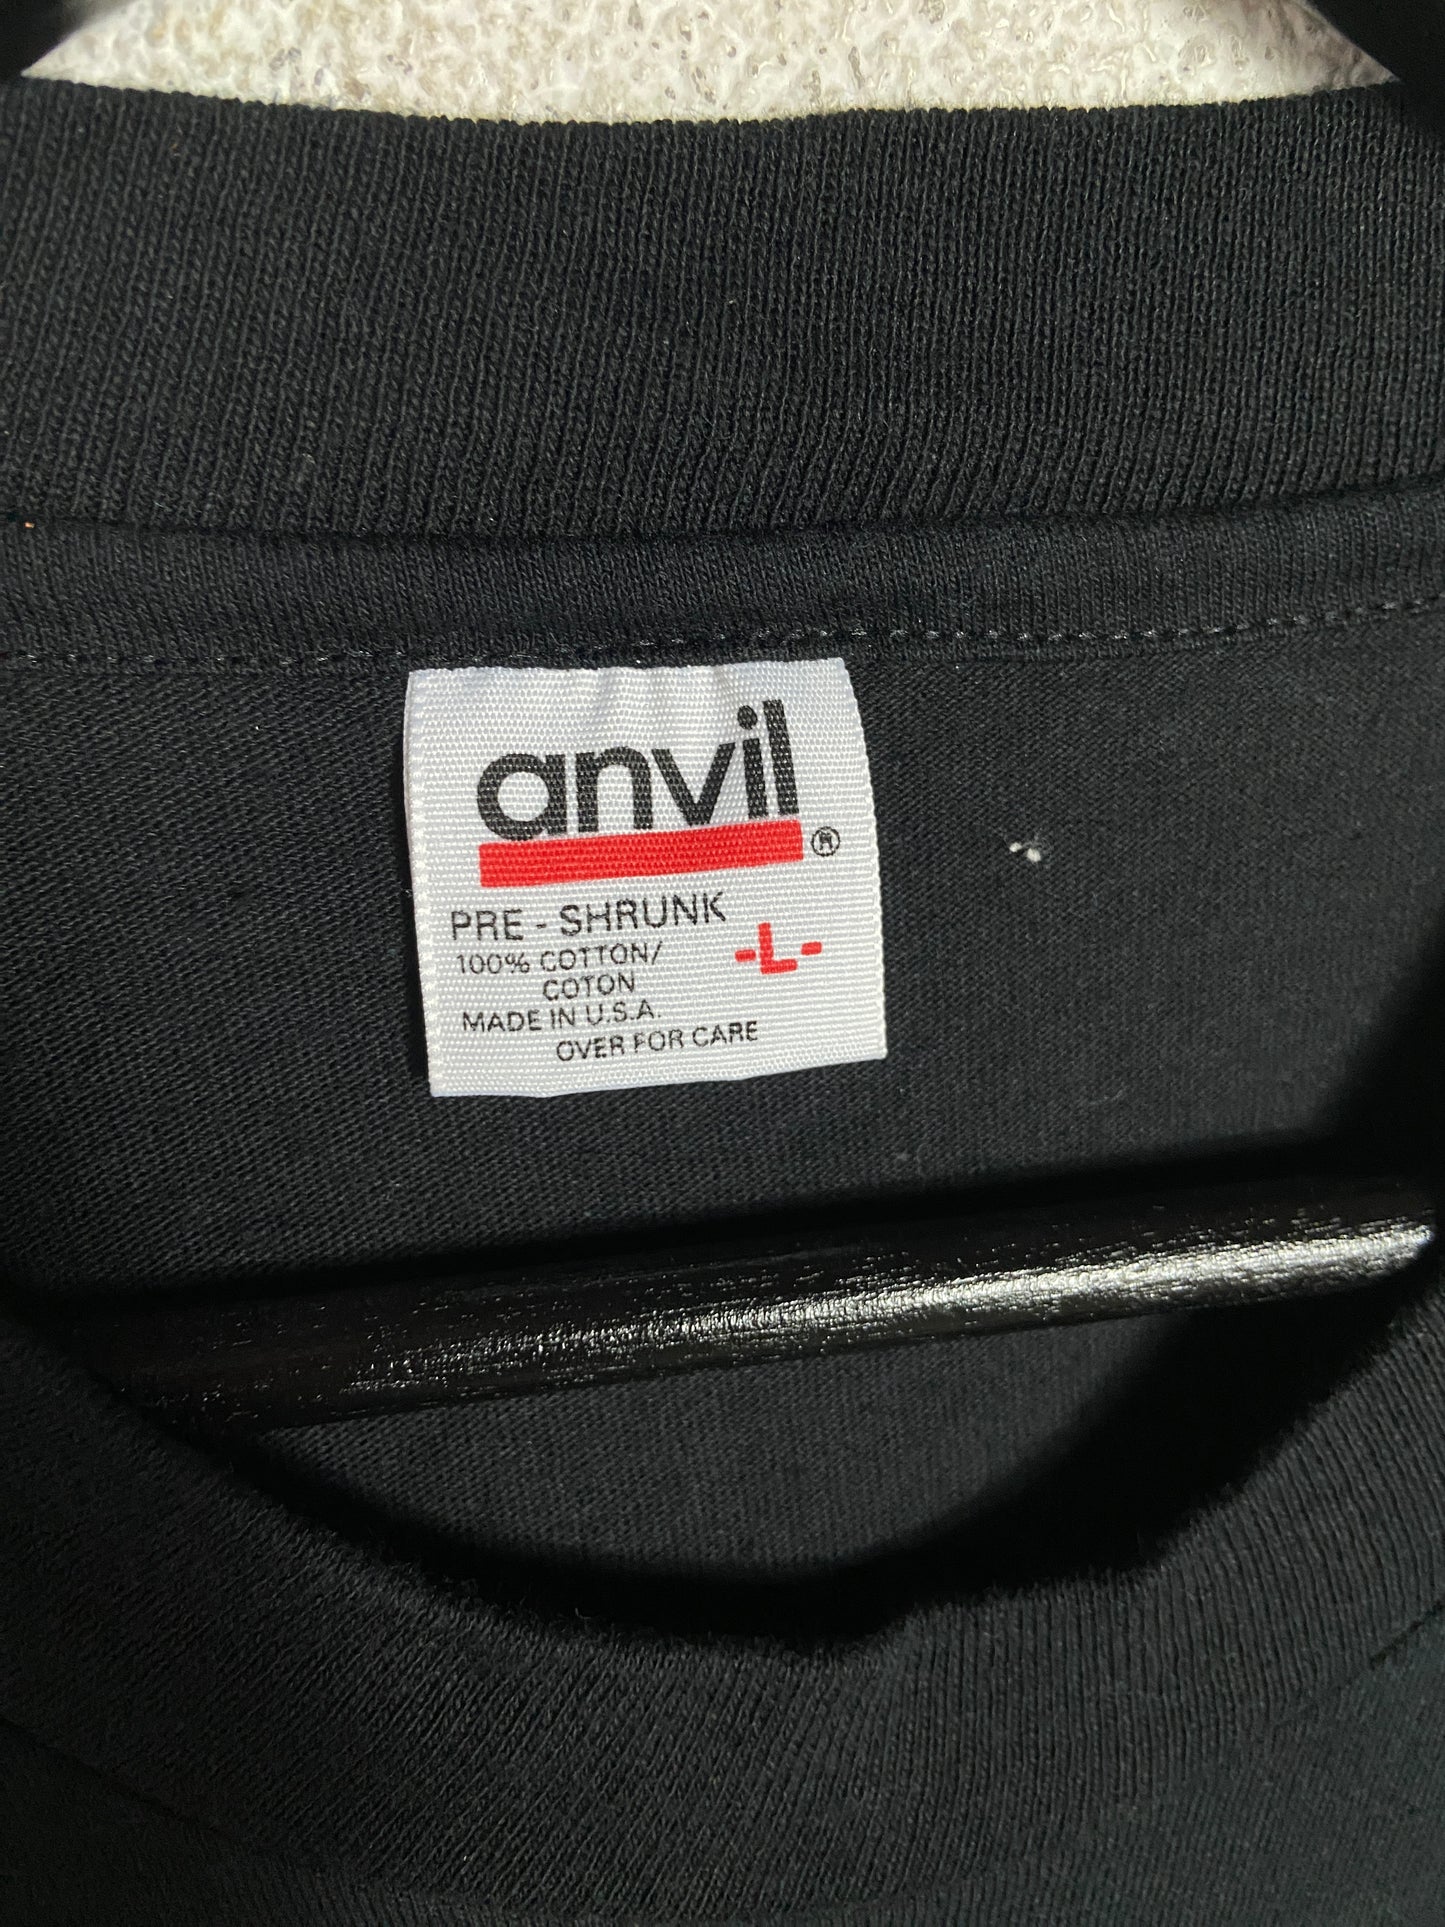 anvil®
PRE - SHRUNK
100% COTTON/ -L-
COTON
MADE IN U.S.A.
OVER FOR CARE